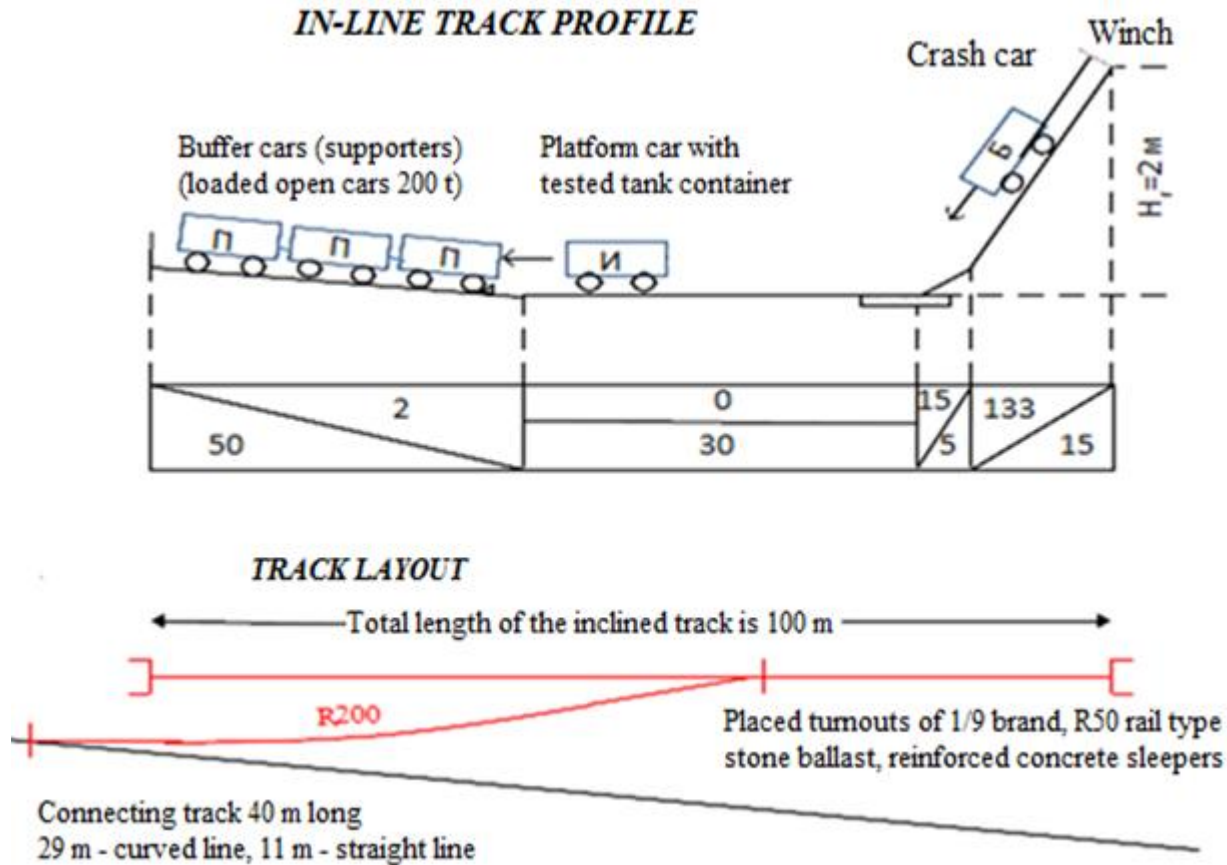 IN-LINE TRACK PROFILE
Winch
Crash car
Buffer cars (supporters)
(loaded open cars 200 t)
Platform car with
tested tank container
Б
H₁=2м
П П П
И
2 0 15 133
50 30 5 15
TRACK LAYOUT
Total length of the inclined track is 100 m
R200
Placed turnouts of 1/9 brand, R50 rail type
stone ballast, reinforced concrete sleepers
Connecting track 40 m long
29 m - curved line, 11 m - straight line